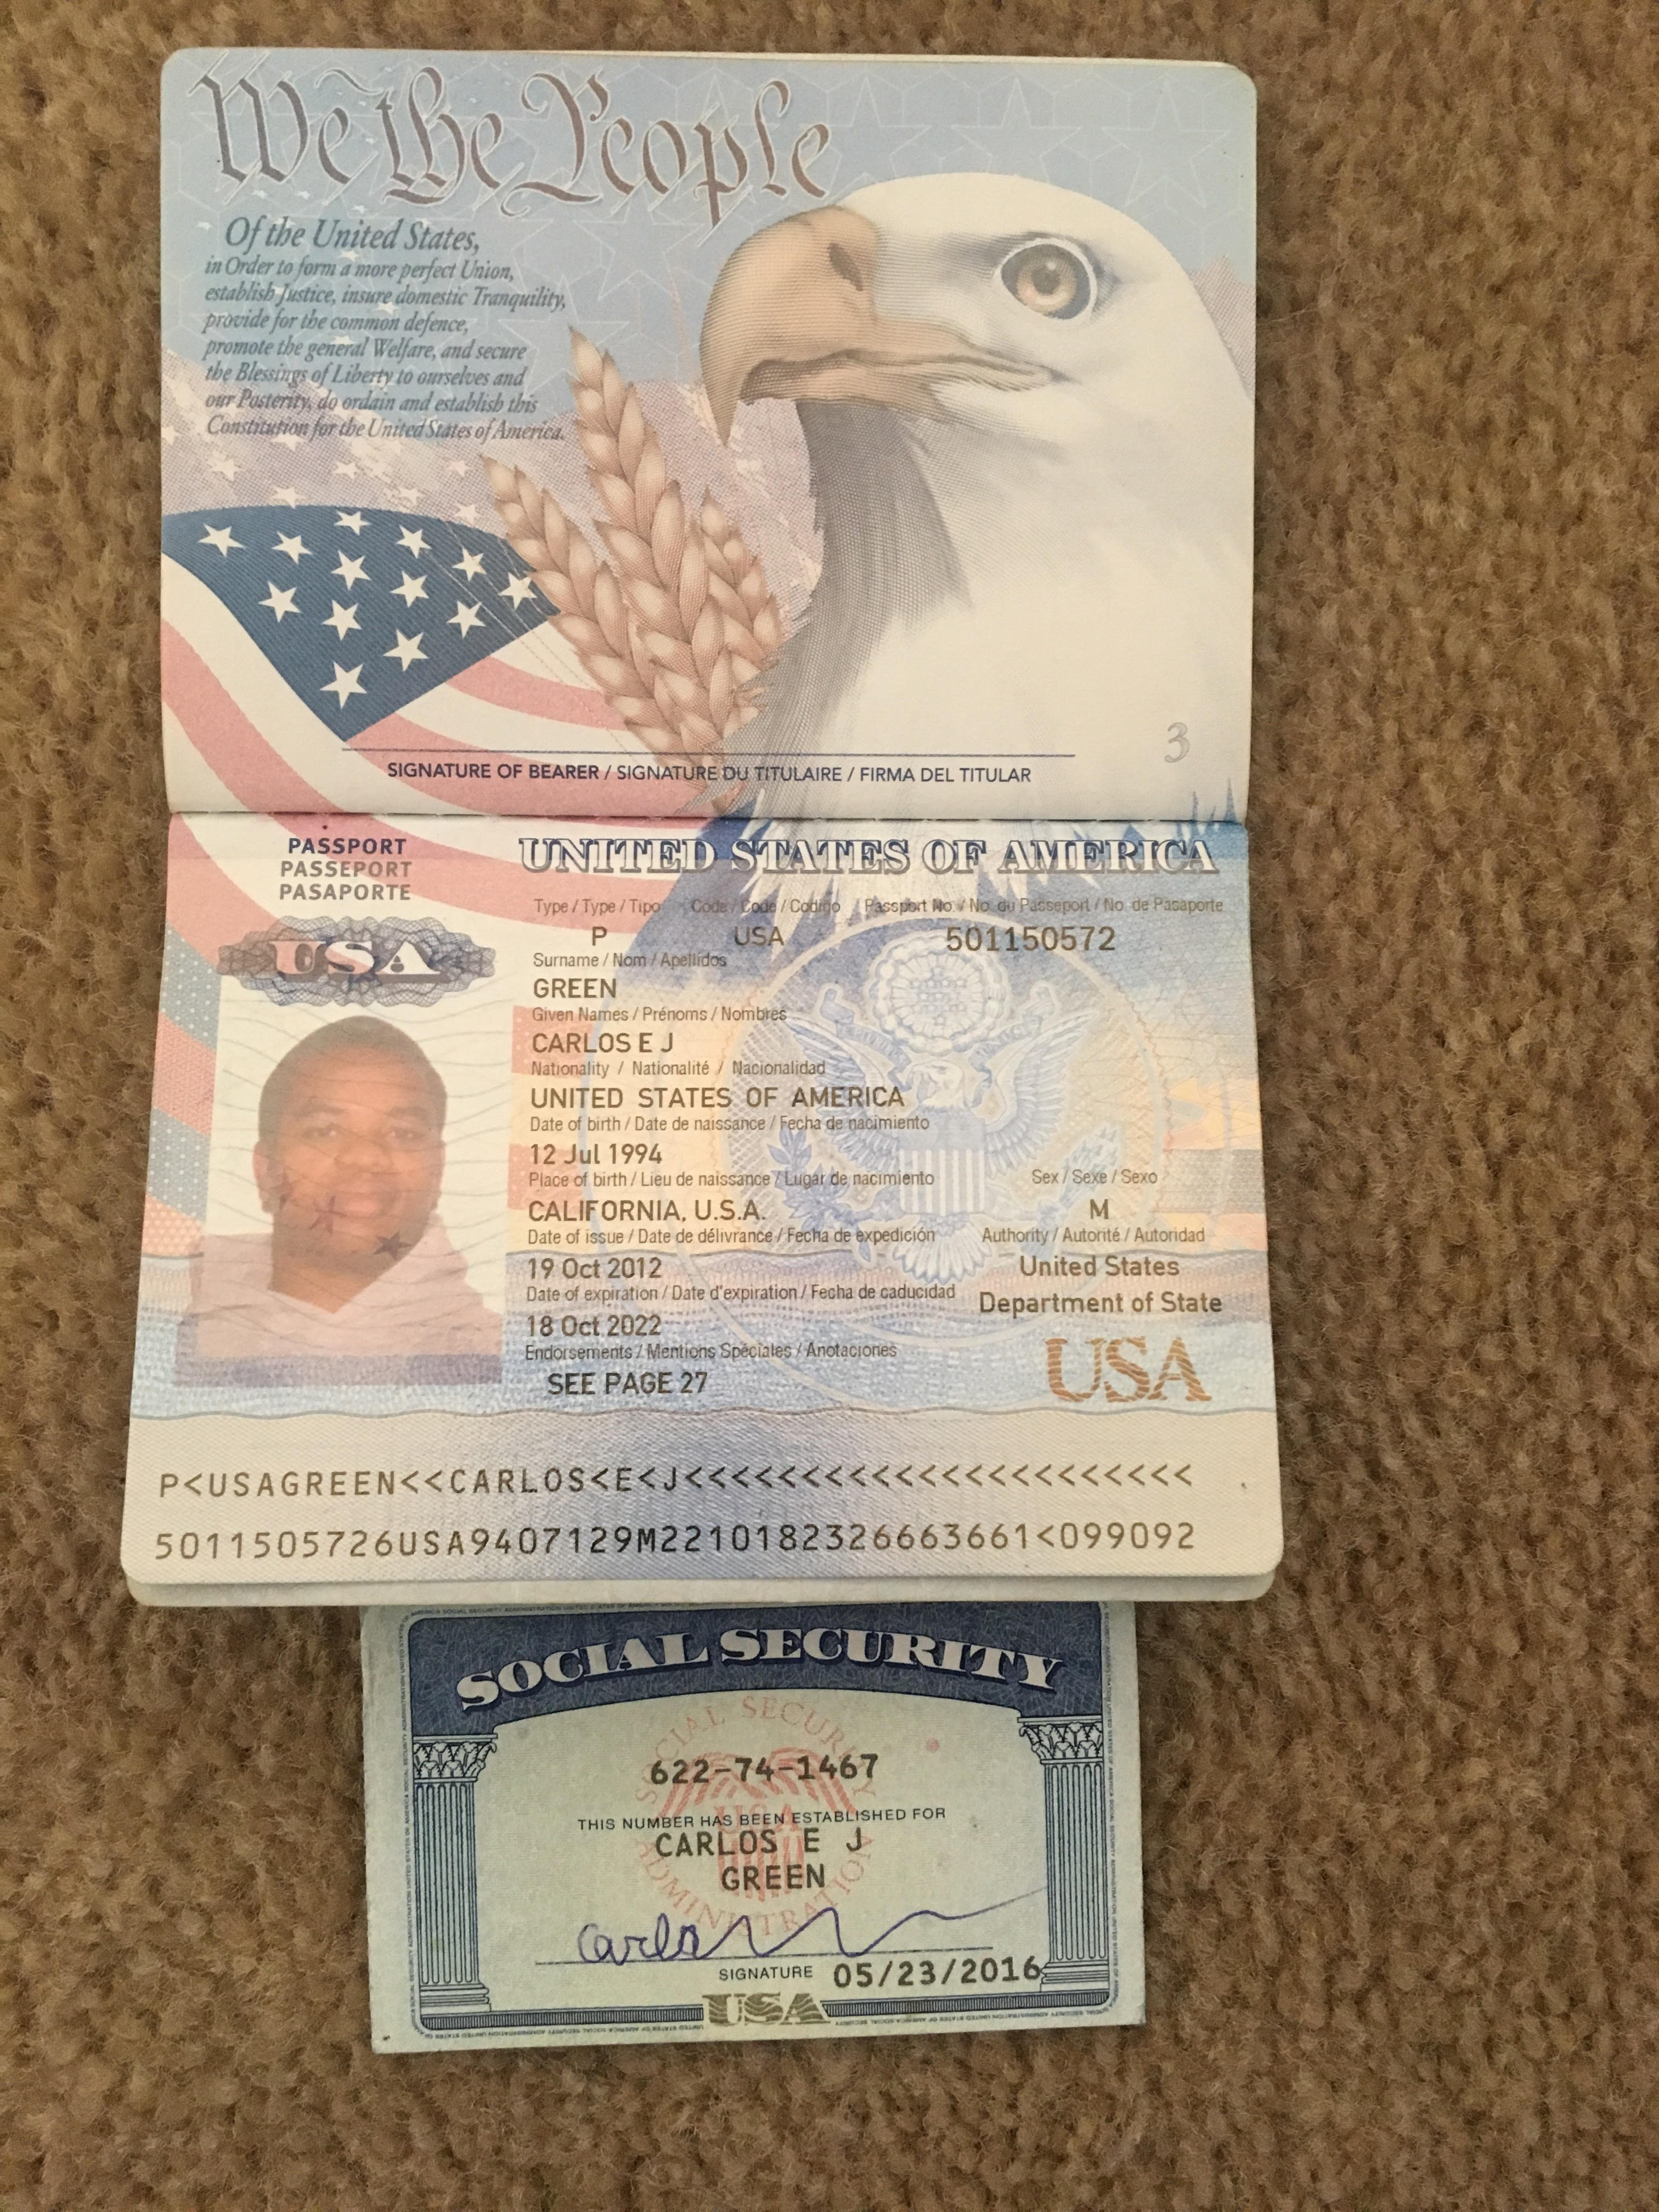 We the People
Of the United States,
in Order to form a more perfect Union,
establish Justice, insure domestic Tranquility,
provide for the common defence,
promote the general Welfare, and secure
the Blessings of Liberty to ourselves and
our Posterity, do ordain and establish this
Constitution for the United States of America.
3
SIGNATURE OF BEARER / SIGNATURE DU TITULAIRE / FIRMA DEL TITULAR
PASSPORT
PASSEPORT
PASAPORTE
USA
UNITED STATES OF AMERICA
Type / Type / Tipo Code / Code / Codigo Passport No. / No. du Passeport / No. de Pasaporte
P USA 501150572
Surname / Nom / Apellidos
GREEN
Given Names / Prénoms / Nombres
CARLOS E J
Nationality / Nationalité / Nacionalidad
UNITED STATES OF AMERICA
Date of birth / Date de naissance / Fecha de nacimiento
12 Jul 1994
Place of birth / Lieu de naissance / Lugar de nacimiento Sex / Sexe / Sexo
CALIFORNIA, U.S.A. M
Date of issue / Date de délivrance / Fecha de expedición Authority / Autorité / Autoridad
19 Oct 2012 United States
Date of expiration / Date d'expiration / Fecha de caducidad Department of State
18 Oct 2022
Endorsements / Mentions Spéciales / Anotaciones
SEE PAGE 27
USA
P<USAGREEN<<CARLOS<E<J<<<<<<<<<<<<<<<<<<<<<<
5011505726USA9407129M2210182326663661<099092
SOCIAL SECURITY
SOCIAL SECURITY
622-74-1467
USA
THIS NUMBER HAS BEEN ESTABLISHED FOR
CARLOS E J
GREEN
ADMINISTRATION
Carlos
SIGNATURE 05/23/2016
USA